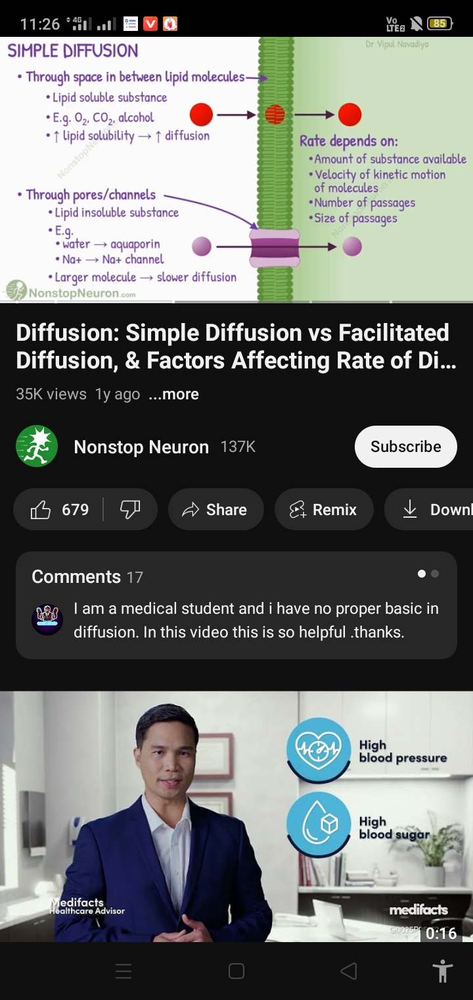 11:26 4G Vo LTE2 85
Dr Vipul Navadiya
SIMPLE DIFFUSION
• Through space in between lipid molecules
• Lipid soluble substance
• E.g. O₂, CO₂, alcohol
• ↑ lipid solubility → ↑ diffusion
Rate depends on:
• Amount of substance available
• Velocity of kinetic motion
of molecules
• Number of passages
• Size of passages
• Through pores/channels
• Lipid insoluble substance
• E.g.
• water → aquaporin
• Na+ → Na+ channel
• Larger molecule → slower diffusion
NonstopNeuron.com
Diffusion: Simple Diffusion vs Facilitated
Diffusion, & Factors Affecting Rate of Di...
35K views 1y ago ...more
Nonstop Neuron 137K
Subscribe
679 Share Remix Downl
Comments 17
I am a medical student and i have no proper basic in
diffusion. In this video this is so helpful .thanks.
High
blood pressure
High
blood sugar
Medifacts
Healthcare Advisor
medifacts
0:16